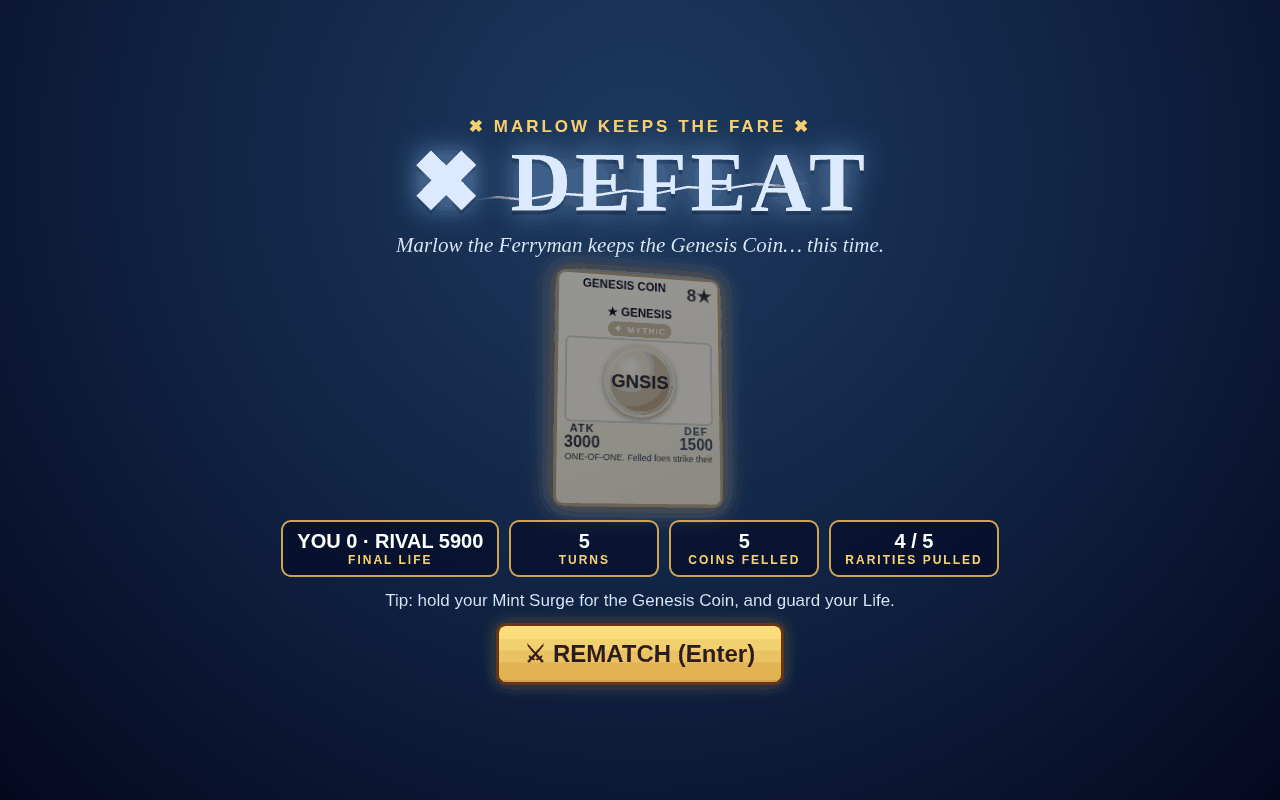 ✖ MARLOW KEEPS THE FARE ✖
✖ DEFEAT
Marlow the Ferryman keeps the Genesis Coin… this time.
GENESIS COIN 8★
★ GENESIS
✦ MYTHIC
GNSIS
ATK DEF
3000 1500
ONE-OF-ONE. Felled foes strike their
YOU 0 · RIVAL 5900
FINAL LIFE
5
TURNS
5
COINS FELLED
4 / 5
RARITIES PULLED
Tip: hold your Mint Surge for the Genesis Coin, and guard your Life.
⚔ REMATCH (Enter)